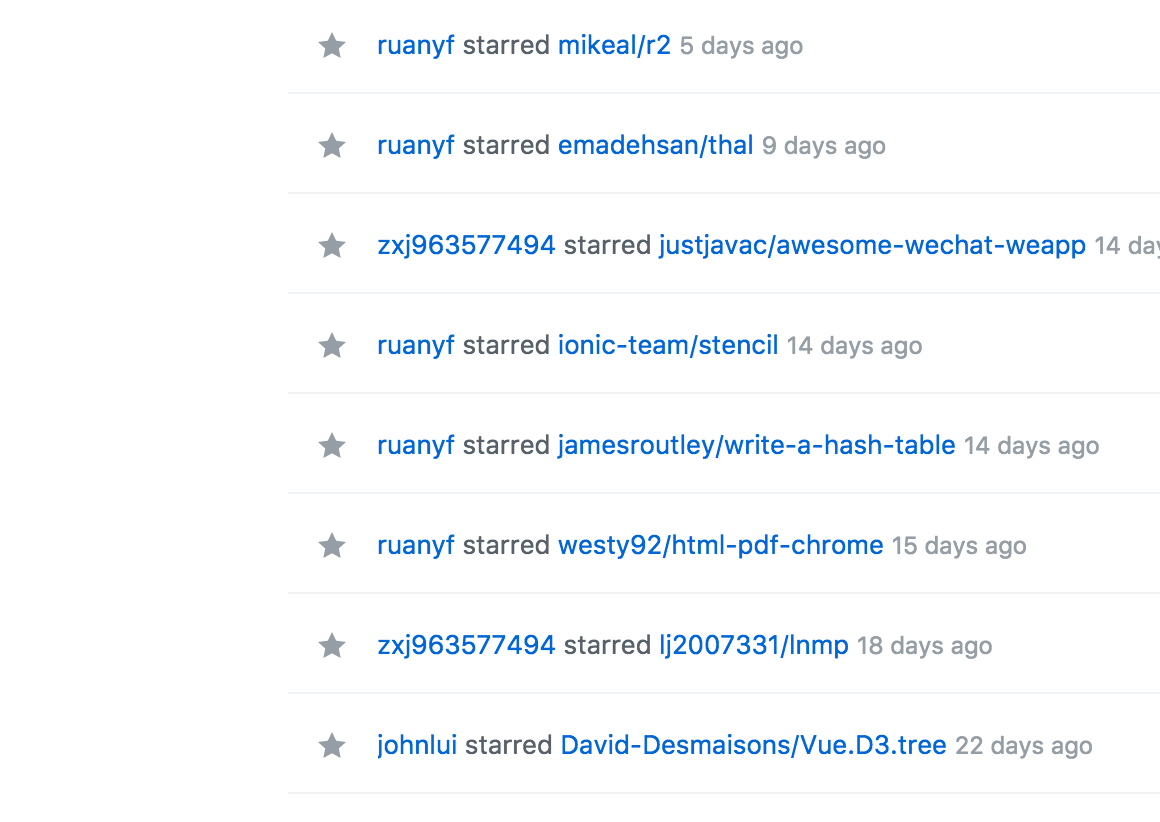 ruanyf starred mikeal/r2 5 days ago
ruanyf starred emadehsan/thal 9 days ago
zxj963577494 starred justjavac/awesome-wechat-weapp 14 day
ruanyf starred ionic-team/stencil 14 days ago
ruanyf starred jamesroutley/write-a-hash-table 14 days ago
ruanyf starred westy92/html-pdf-chrome 15 days ago
zxj963577494 starred lj2007331/lnmp 18 days ago
johnlui starred David-Desmaisons/Vue.D3.tree 22 days ago